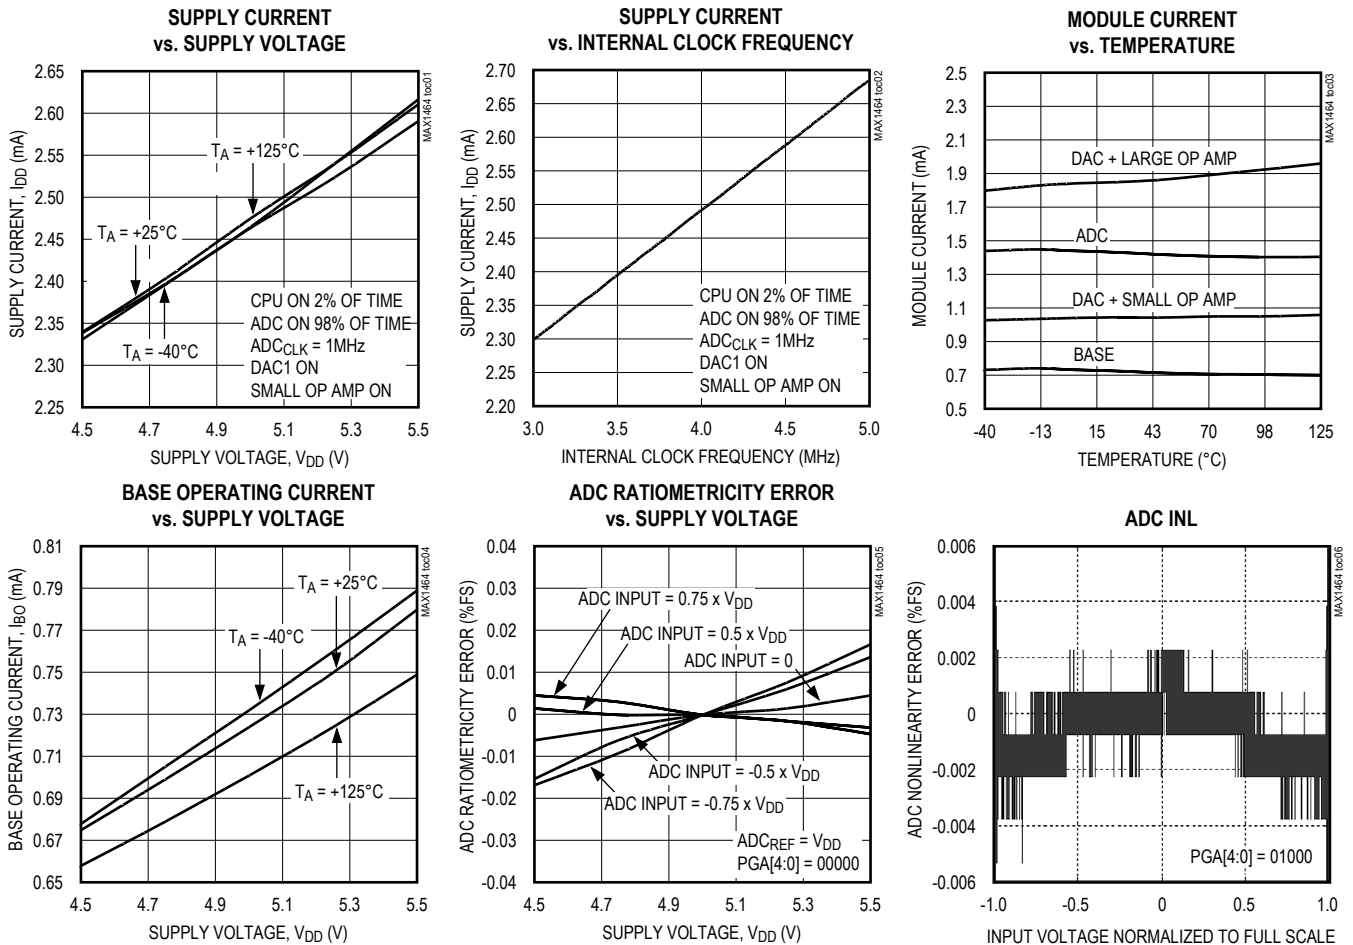 SUPPLY CURRENT
vs. SUPPLY VOLTAGE
2.65
2.60
2.55
2.50
2.45
2.40
2.35
2.30
2.25
SUPPLY CURRENT, IDD (mA)
MAX1464 toc01
TA = +125°C
TA = +25°C
TA = -40°C
CPU ON 2% OF TIME
ADC ON 98% OF TIME
ADCCLK = 1MHz
DAC1 ON
SMALL OP AMP ON
4.5 4.7 4.9 5.1 5.3 5.5
SUPPLY VOLTAGE, VDD (V)
SUPPLY CURRENT
vs. INTERNAL CLOCK FREQUENCY
2.70
2.65
2.60
2.55
2.50
2.45
2.40
2.35
2.30
2.25
2.20
SUPPLY CURRENT, IDD (mA)
MAX1464 toc02
CPU ON 2% OF TIME
ADC ON 98% OF TIME
ADCCLK = 1MHz
DAC1 ON
SMALL OP AMP ON
3.0 3.5 4.0 4.5 5.0
INTERNAL CLOCK FREQUENCY (MHz)
MODULE CURRENT
vs. TEMPERATURE
2.5
2.3
2.1
1.9
1.7
1.5
1.3
1.1
0.9
0.7
0.5
MODULE CURRENT (mA)
MAX1464 toc03
DAC + LARGE OP AMP
ADC
DAC + SMALL OP AMP
BASE
-40 -13 15 43 70 98 125
TEMPERATURE (°C)
BASE OPERATING CURRENT
vs. SUPPLY VOLTAGE
0.81
0.79
0.77
0.75
0.73
0.71
0.69
0.67
0.65
BASE OPERATING CURRENT, IBO (mA)
MAX1464 toc04
TA = +25°C
TA = -40°C
TA = +125°C
4.5 4.7 4.9 5.1 5.3 5.5
SUPPLY VOLTAGE, VDD (V)
ADC RATIOMETRICITY ERROR
vs. SUPPLY VOLTAGE
0.04
0.03
0.02
0.01
0
-0.01
-0.02
-0.03
-0.04
ADC RATIOMETRICITY ERROR (%FS)
MAX1464 toc05
ADC INPUT = 0.75 x VDD
ADC INPUT = 0.5 x VDD
ADC INPUT = 0
ADC INPUT = -0.5 x VDD
ADC INPUT = -0.75 x VDD
ADCREF = VDD
PGA[4:0] = 00000
4.5 4.7 4.9 5.1 5.3 5.5
SUPPLY VOLTAGE, VDD (V)
ADC INL
0.006
0.004
0.002
0
-0.002
-0.004
-0.006
ADC NONLINEARITY ERROR (%FS)
MAX1464 toc06
PGA[4:0] = 01000
-1.0 -0.5 0 0.5 1.0
INPUT VOLTAGE NORMALIZED TO FULL SCALE